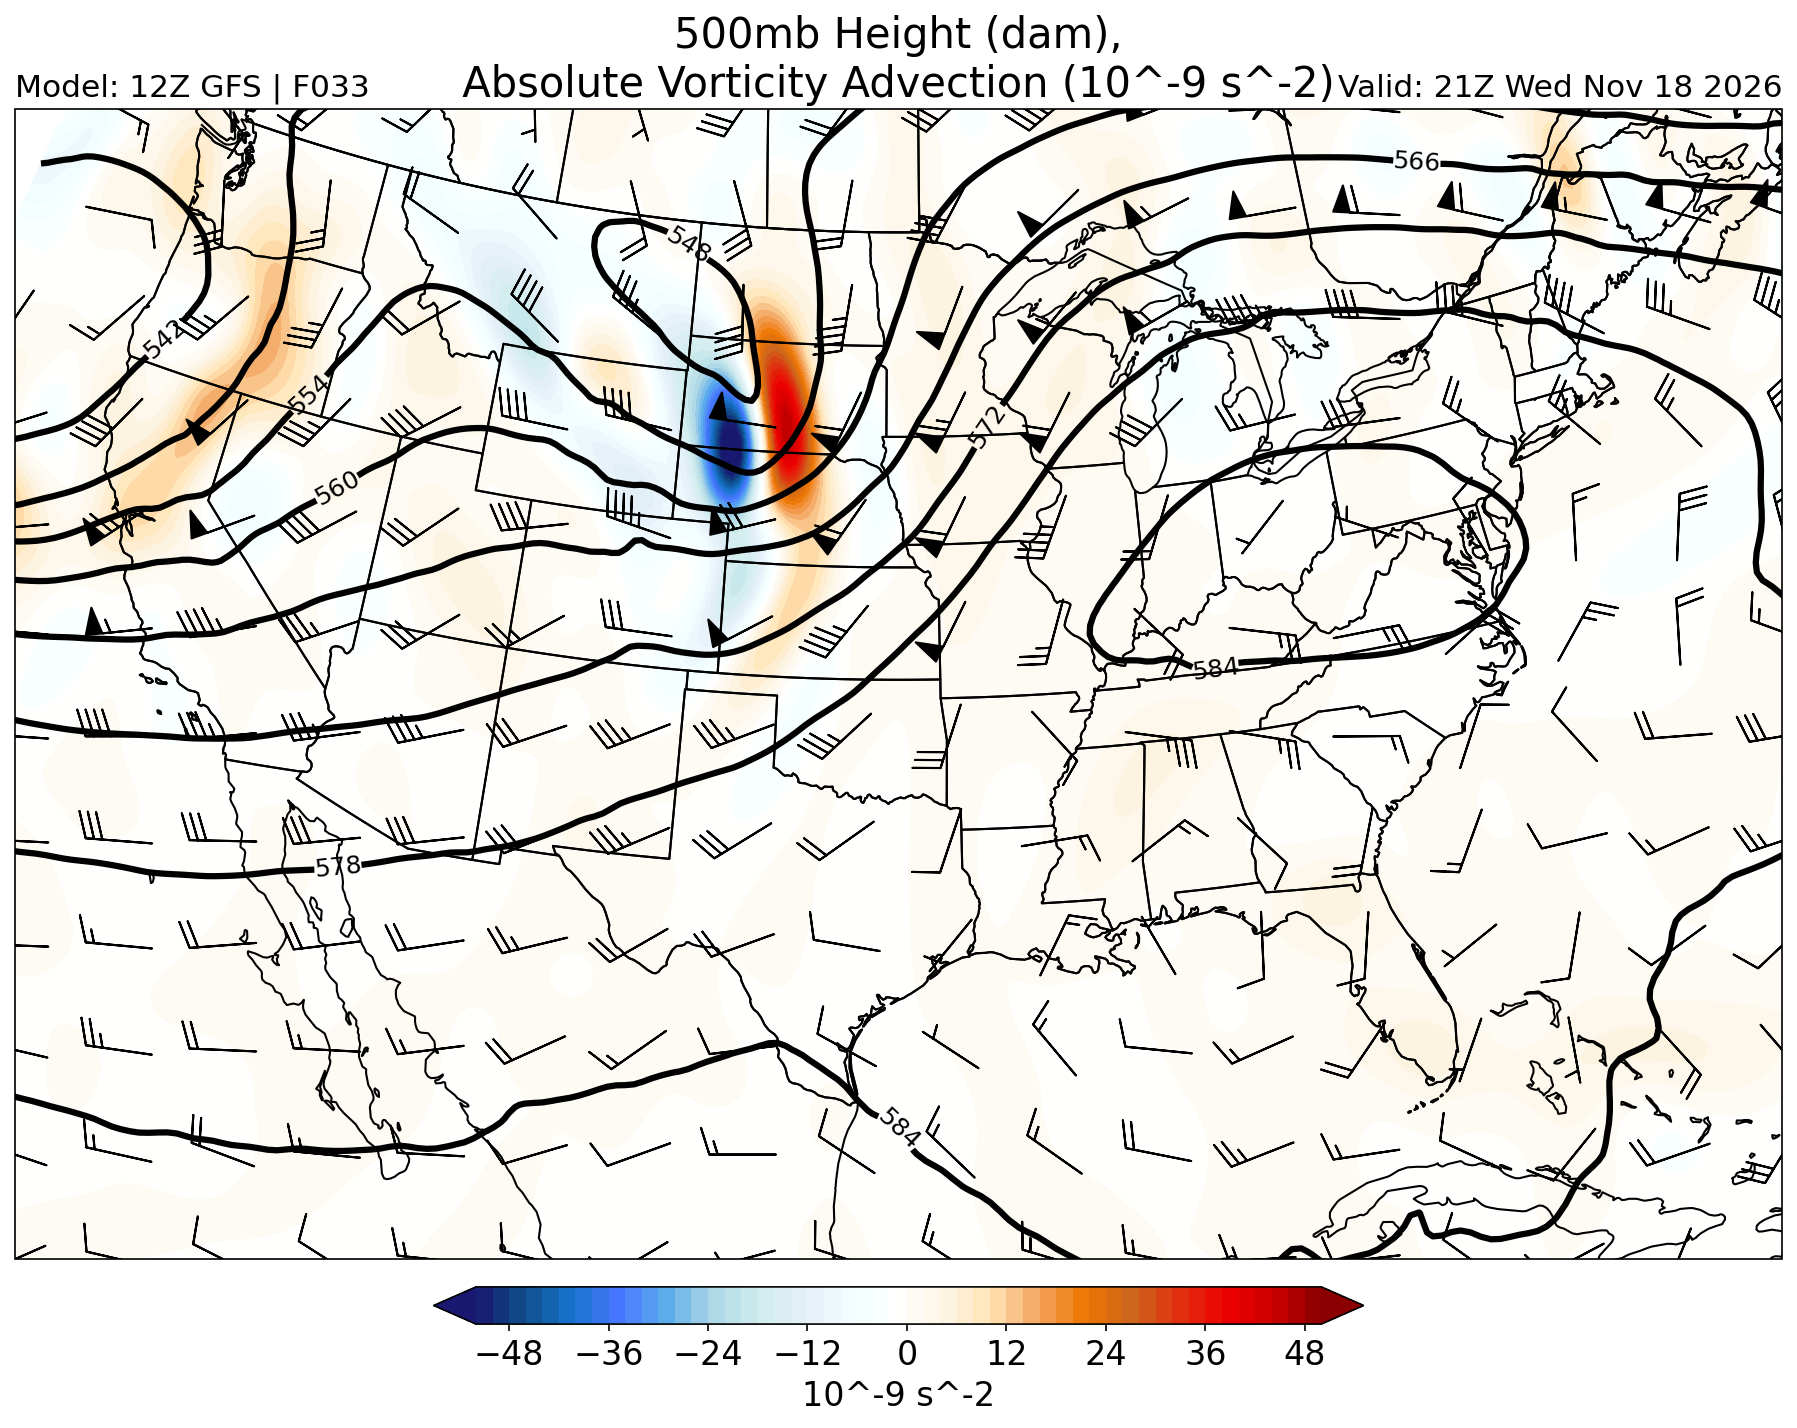 500mb Height (dam),
Model: 12Z GFS | F033
Absolute Vorticity Advection (10^-9 s^-2)
Valid: 21Z Wed Nov 18 2026
566
548
542
554
572
560
584
578
584
−48 −36 −24 −12 0 12 24 36 48
10^-9 s^-2